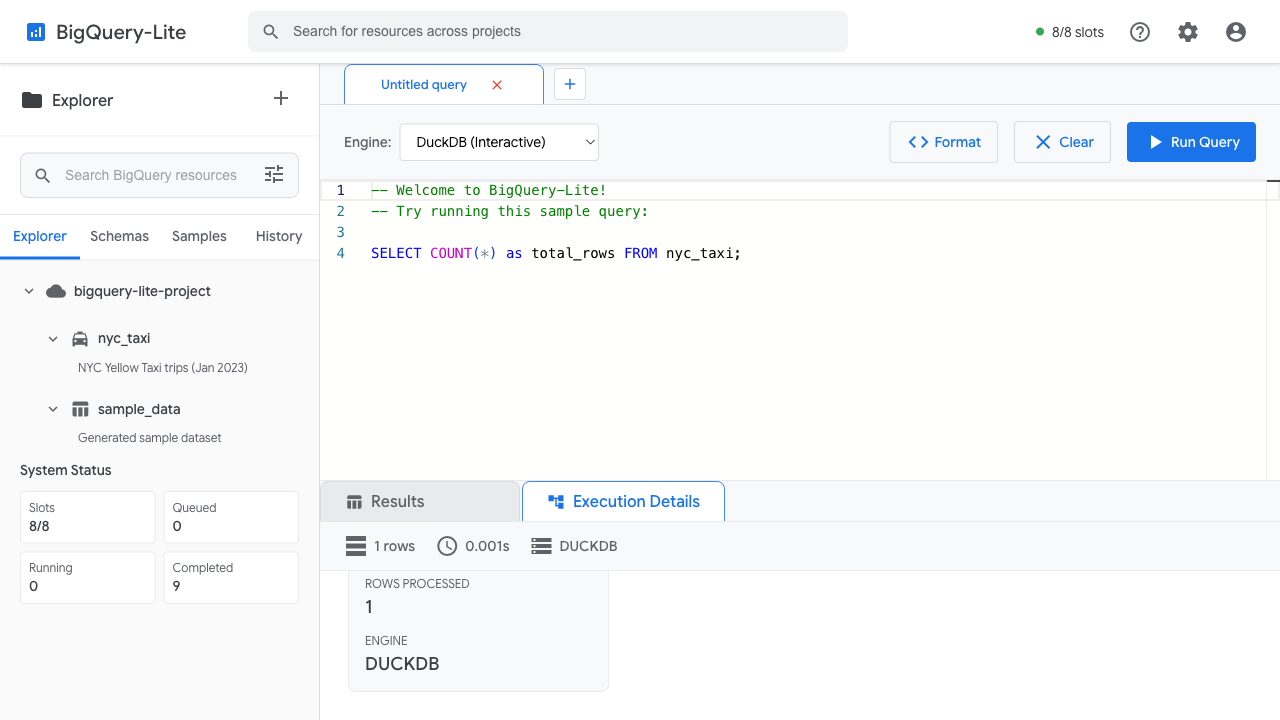 BigQuery-Lite
Search for resources across projects
8/8 slots
Explorer
Search BigQuery resources
Explorer
Schemas
Samples
History
bigquery-lite-project
nyc_taxi
NYC Yellow Taxi trips (Jan 2023)
sample_data
Generated sample dataset
System Status
Slots
8/8
Queued
0
Running
0
Completed
9
Untitled query
Engine:
DuckDB (Interactive)
Format
Clear
Run Query
1 -- Welcome to BigQuery-Lite!
2 -- Try running this sample query:
3
4 SELECT COUNT(*) as total_rows FROM nyc_taxi;
Results
Execution Details
1 rows
0.001s
DUCKDB
ROWS PROCESSED
1
ENGINE
DUCKDB